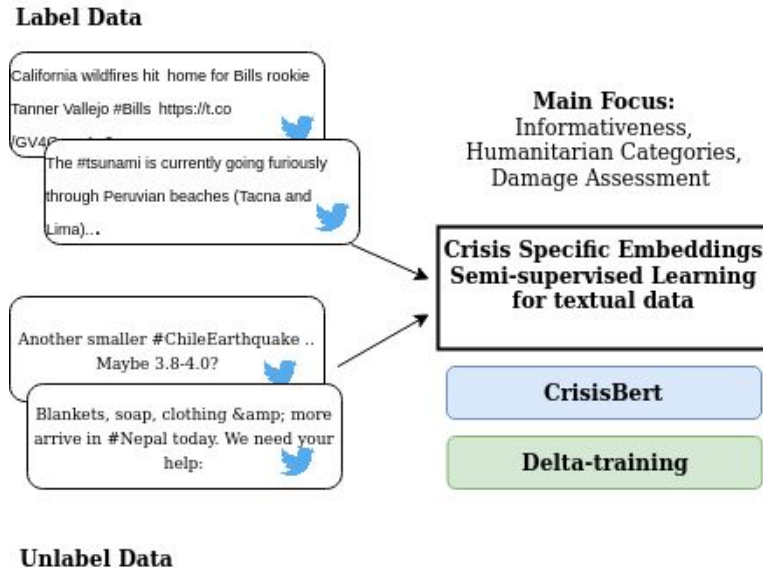 Label Data
California wildfires hit home for Bills rookie
Tanner Vallejo #Bills https://t.co
The #tsunami is currently going furiously
through Peruvian beaches (Tacna and
Lima)...
Main Focus:
Informativeness,
Humanitarian Categories,
Damage Assessment
Crisis Specific Embeddings
Semi-supervised Learning
for textual data
Another smaller #ChileEarthquake ..
Maybe 3.8-4.0?
Blankets, soap, clothing &amp; more
arrive in #Nepal today. We need your
help:
CrisisBert
Delta-training
Unlabel Data